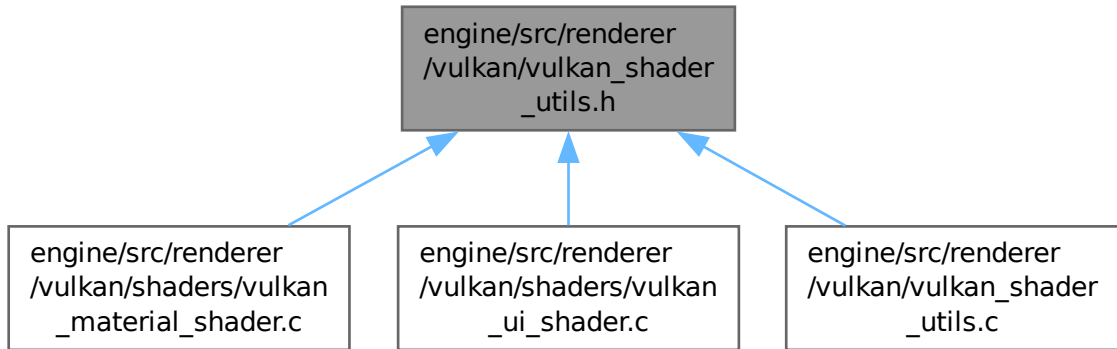 engine/src/renderer
/vulkan/vulkan_shader
_utils.h
engine/src/renderer
/vulkan/shaders/vulkan
_material_shader.c
engine/src/renderer
/vulkan/shaders/vulkan
_ui_shader.c
engine/src/renderer
/vulkan/vulkan_shader
_utils.c